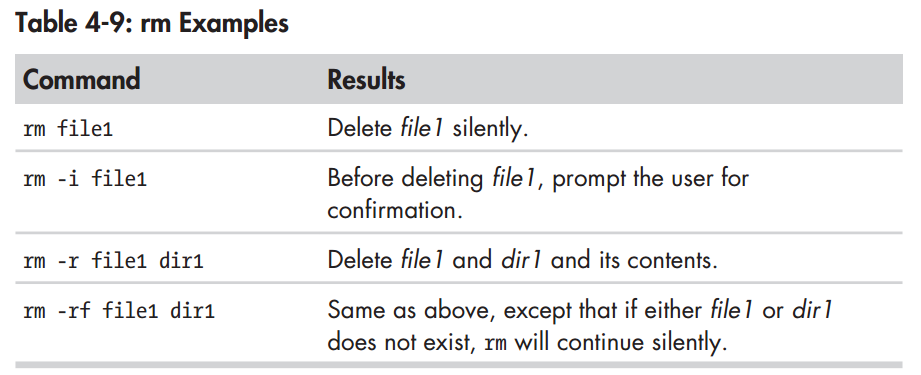 Table 4-9: rm Examples
Command Results
rm file1 Delete file1 silently.
rm -i file1 Before deleting file1, prompt the user for
confirmation.
rm -r file1 dir1 Delete file1 and dir1 and its contents.
rm -rf file1 dir1 Same as above, except that if either file1 or dir1
does not exist, rm will continue silently.